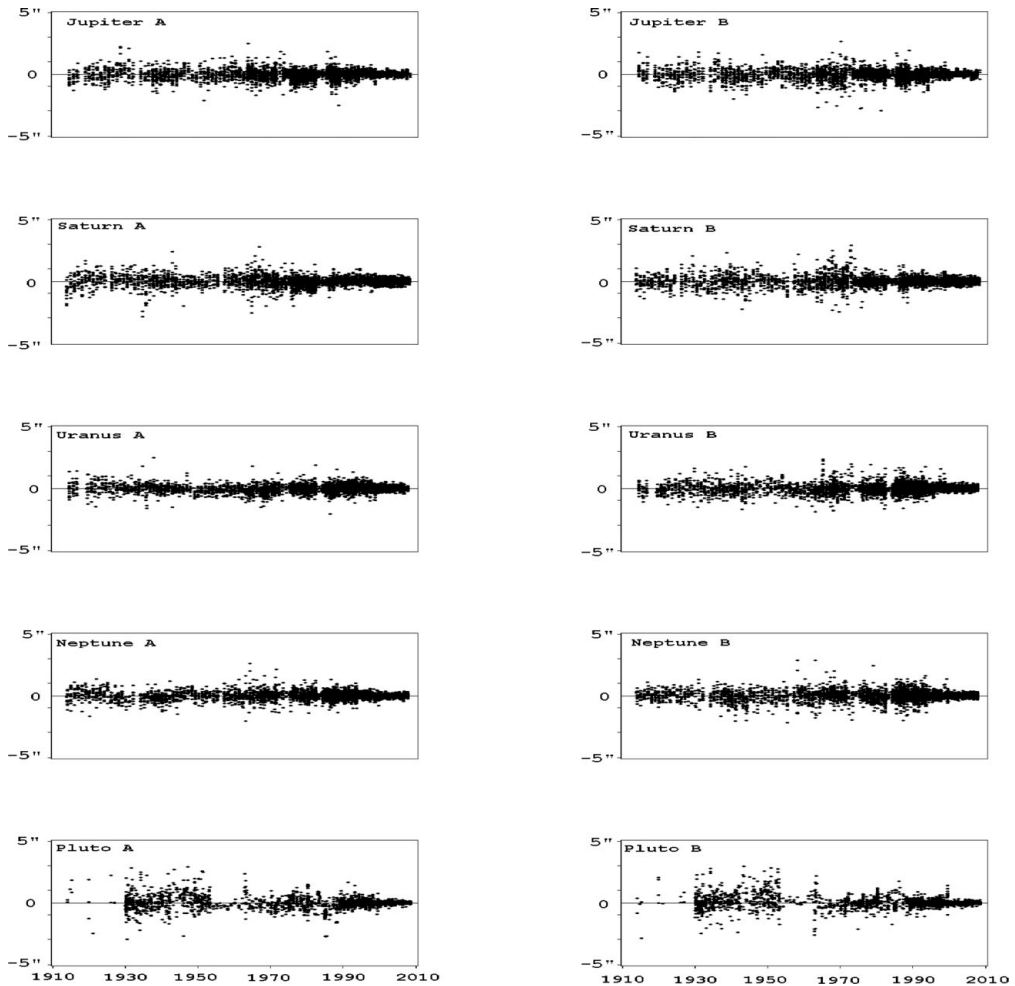 5" 5"
Jupiter A Jupiter B
0 0
-5" -5"
5" 5"
Saturn A Saturn B
0 0
-5" -5"
5" 5"
Uranus A Uranus B
0 0
-5" -5"
5" 5"
Neptune A Neptune B
0 0
-5" -5"
5" 5"
Pluto A Pluto B
0 0
-5" -5"
1910 1930 1950 1970 1990 2010 1910 1930 1950 1970 1990 2010